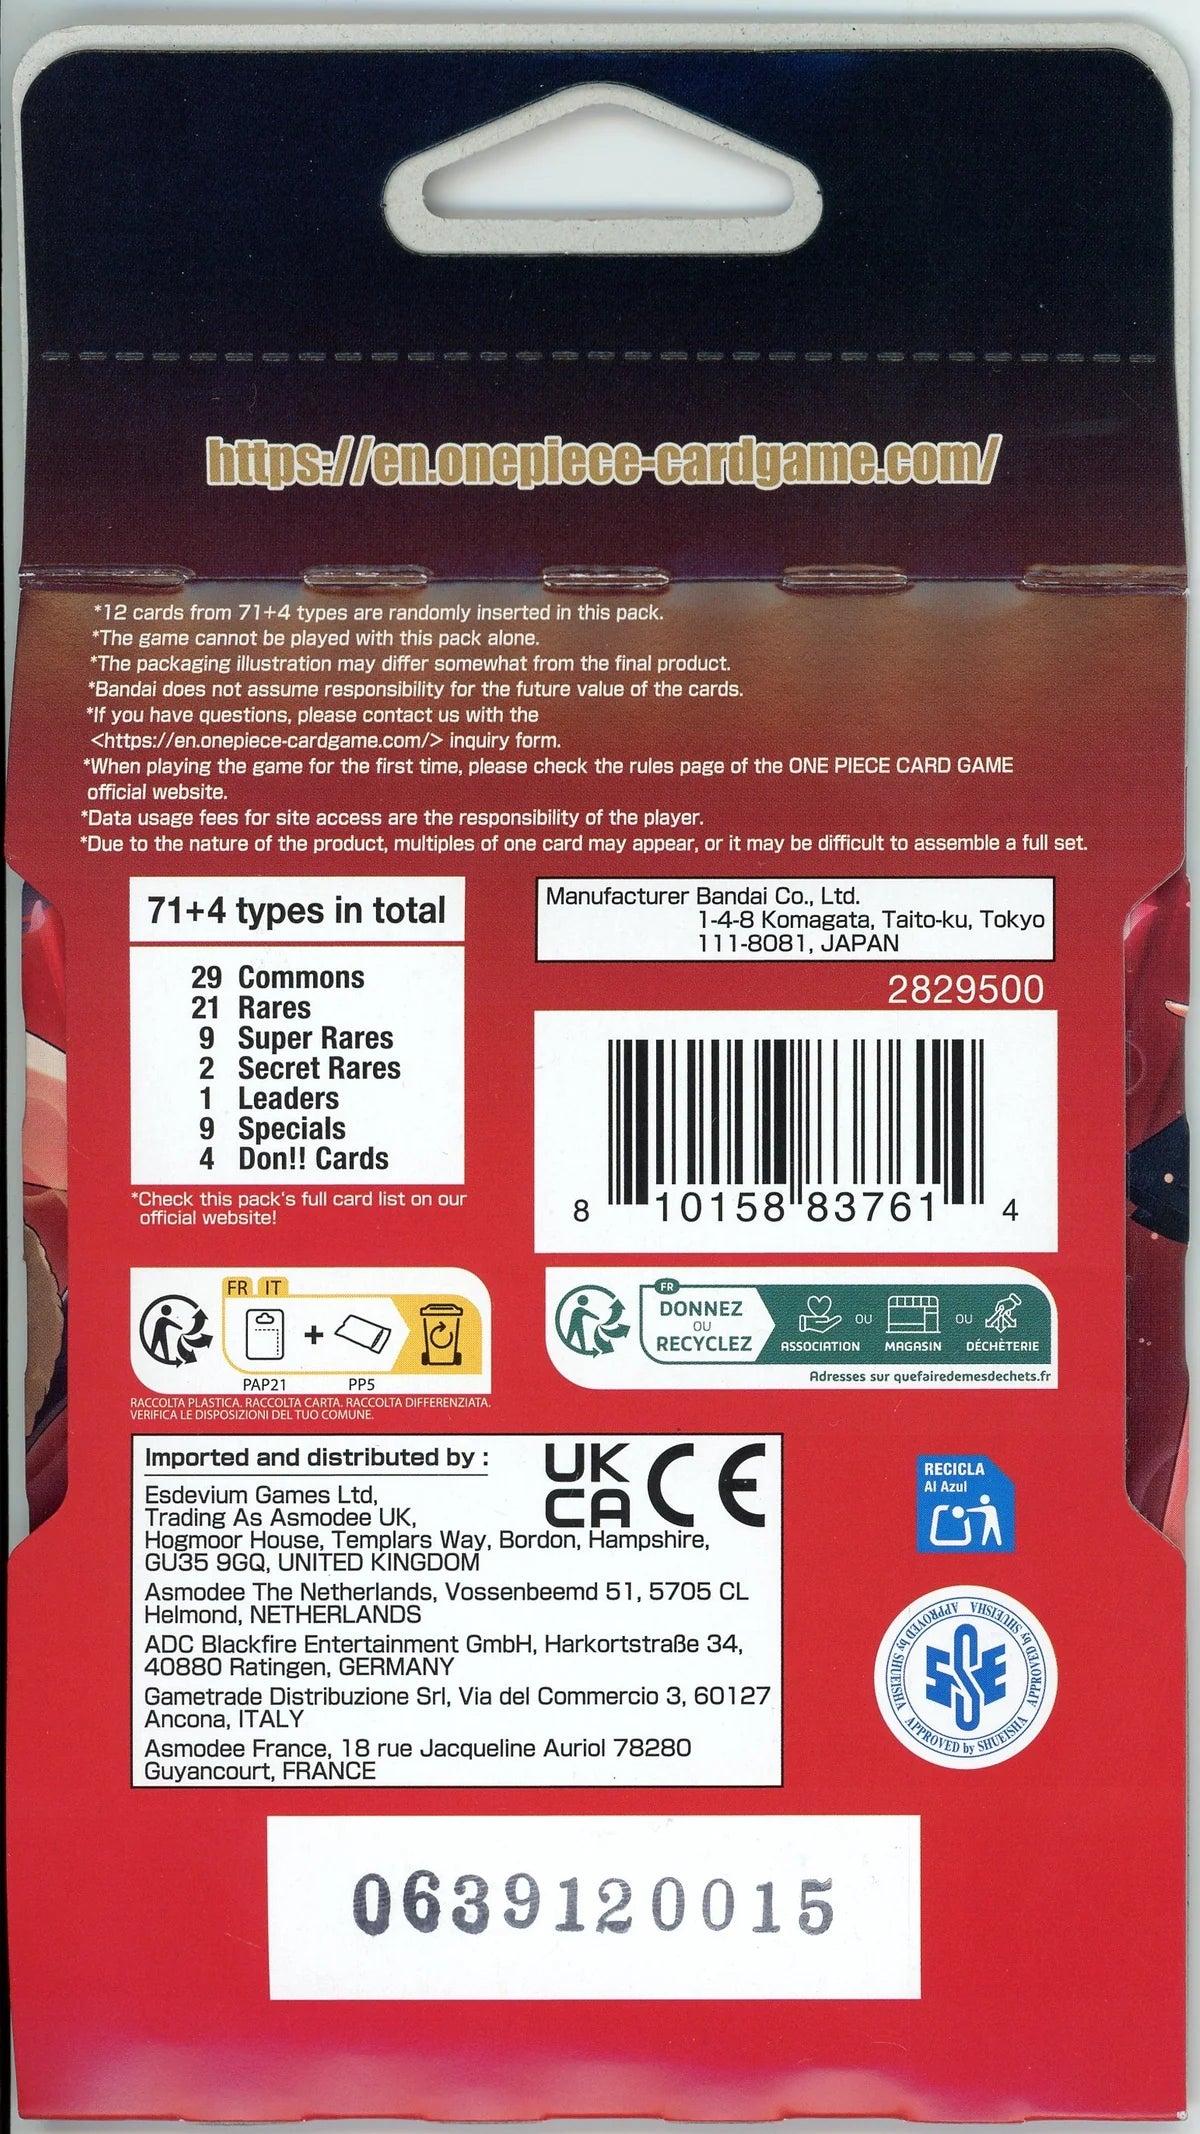 https://en.onepiece-cardgame.com/
*12 cards from 71+4 types are randomly inserted in this pack.
*The game cannot be played with this pack alone.
*The packaging illustration may differ somewhat from the final product.
*Bandai does not assume responsibility for the future value of the cards.
*If you have questions, please contact us with the
<https://en.onepiece-cardgame.com/> inquiry form.
*When playing the game for the first time, please check the rules page of the ONE PIECE CARD GAME
official website.
*Data usage fees for site access are the responsibility of the player.
*Due to the nature of the product, multiples of one card may appear, or it may be difficult to assemble a full set.
71+4 types in total
29 Commons
21 Rares
9 Super Rares
2 Secret Rares
1 Leaders
9 Specials
4 Don!! Cards
*Check this pack's full card list on our
official website!
Manufacturer Bandai Co., Ltd.
1-4-8 Komagata, Taito-ku, Tokyo
111-8081, JAPAN
2829500
8 10158 83761 4
FR IT
+
PAP21 PP5
RACCOLTA PLASTICA. RACCOLTA CARTA. RACCOLTA DIFFERENZIATA.
VERIFICA LE DISPOSIZIONI DEL TUO COMUNE.
FR
DONNEZ
OU
RECYCLEZ
ASSOCIATION OU MAGASIN OU DÉCHÈTERIE
Adresses sur quefairedemesdechets.fr
Imported and distributed by :
UK
CA CE
Esdevium Games Ltd,
Trading As Asmodee UK,
Hogmoor House, Templars Way, Bordon, Hampshire,
GU35 9GQ, UNITED KINGDOM
Asmodee The Netherlands, Vossenbeemd 51, 5705 CL
Helmond, NETHERLANDS
ADC Blackfire Entertainment GmbH, Harkortstraße 34,
40880 Ratingen, GERMANY
Gametrade Distribuzione Srl, Via del Commercio 3, 60127
Ancona, ITALY
Asmodee France, 18 rue Jacqueline Auriol 78280
Guyancourt, FRANCE
RECICLA
Al Azul
APPROVED by SHUEISHA APPROVED by SHUEISHA APPROVED by SHUEISHA
SSE
0639120015